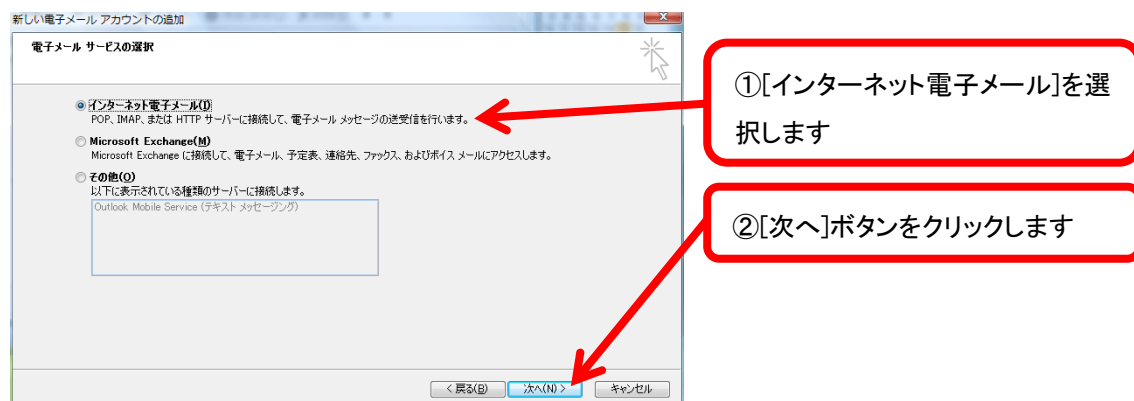 新しい電子メール アカウントの追加
電子メール サービスの選択
インターネット電子メール(I)
POP、IMAP、または HTTP サーバーに接続して、電子メール メッセージの送受信を行います。
Microsoft Exchange(M)
Microsoft Exchange に接続して、電子メール、予定表、連絡先、ファックス、およびボイス メールにアクセスします。
その他(O)
以下に表示されている種類のサーバーに接続します。
Outlook Mobile Service (テキスト メッセージング)
< 戻る(B)
次へ(N) >
キャンセル
①[インターネット電子メール]を選
択します
②[次へ]ボタンをクリックします